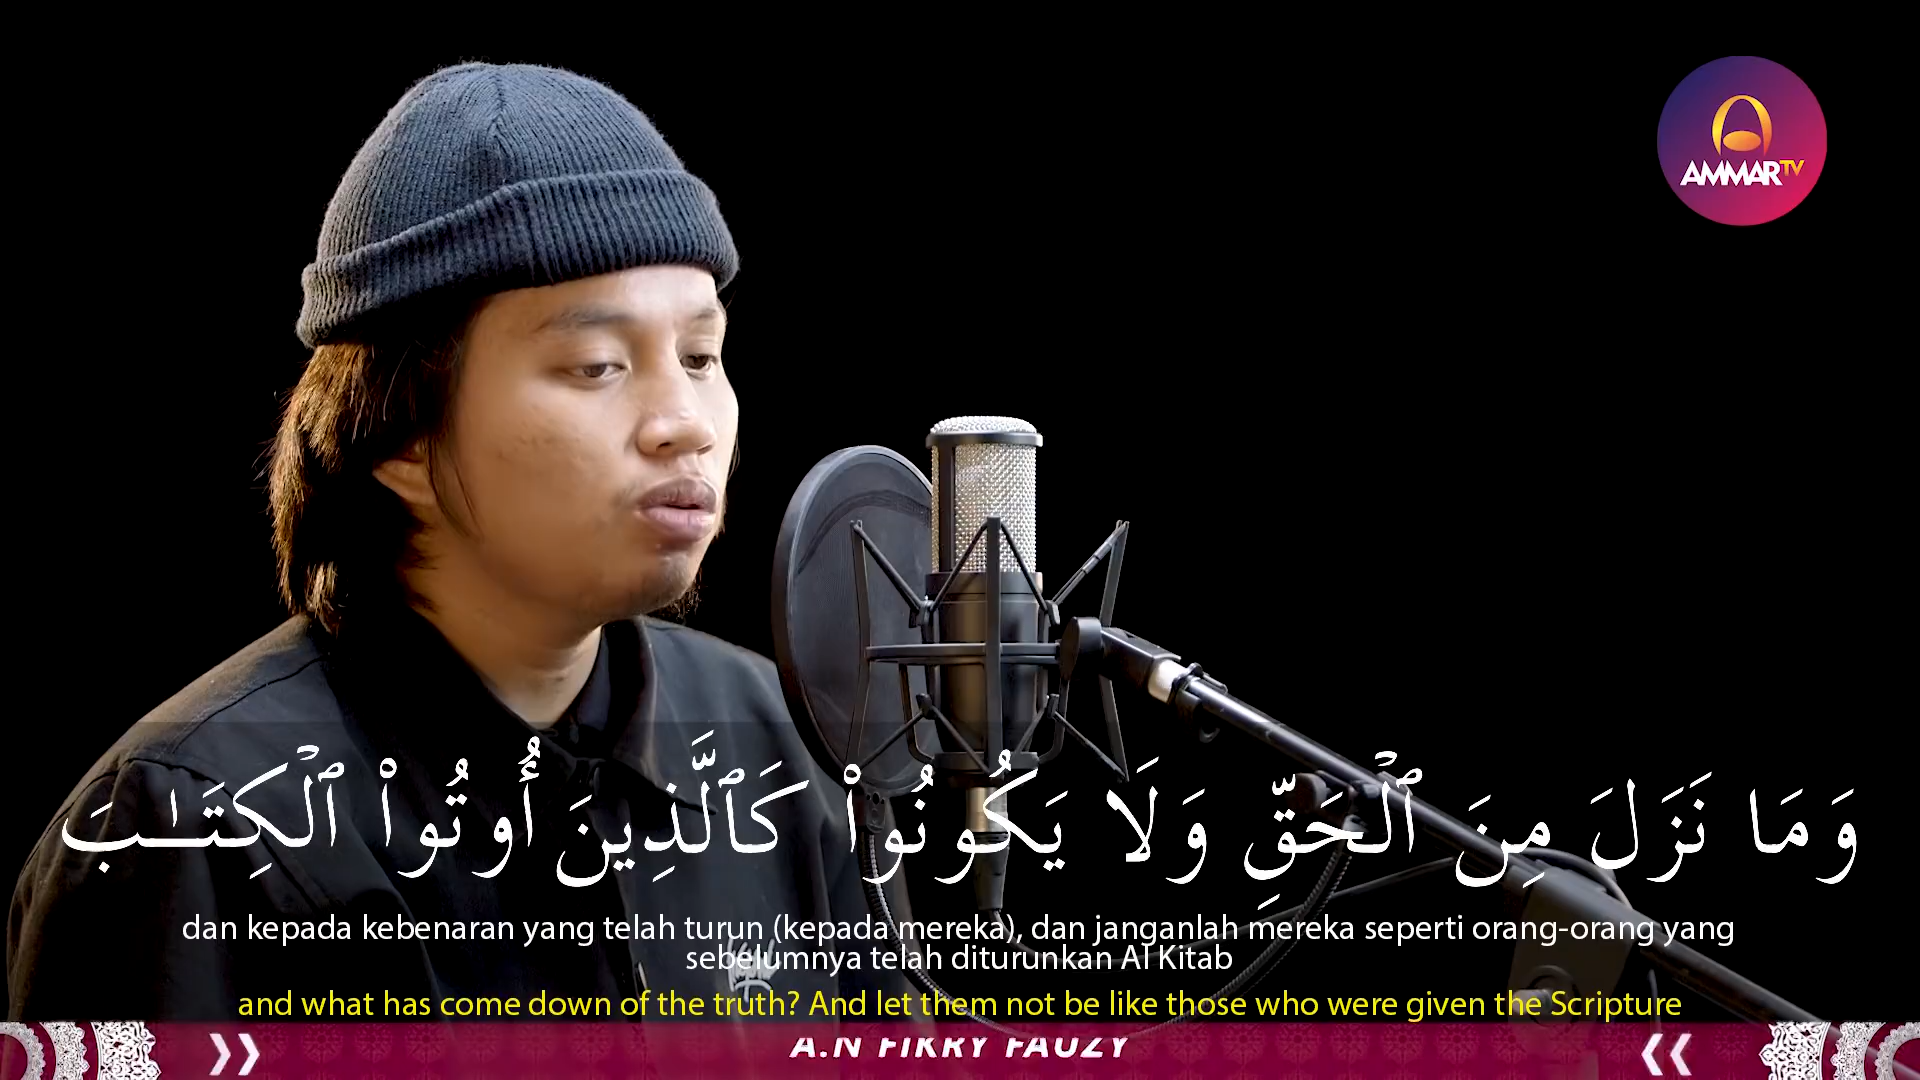 AMMARTV
وَمَا نَزَلَ مِنَ ٱلْحَقِّ وَلَا يَكُونُوا۟ كَٱلَّذِينَ أُوتُوا۟ ٱلْكِتَـٰبَ
dan kepada kebenaran yang telah turun (kepada mereka), dan janganlah mereka seperti orang-orang yang
sebelumnya telah diturunkan Al Kitab
and what has come down of the truth? And let them not be like those who were given the Scripture
A.N FIKRY FAUZY